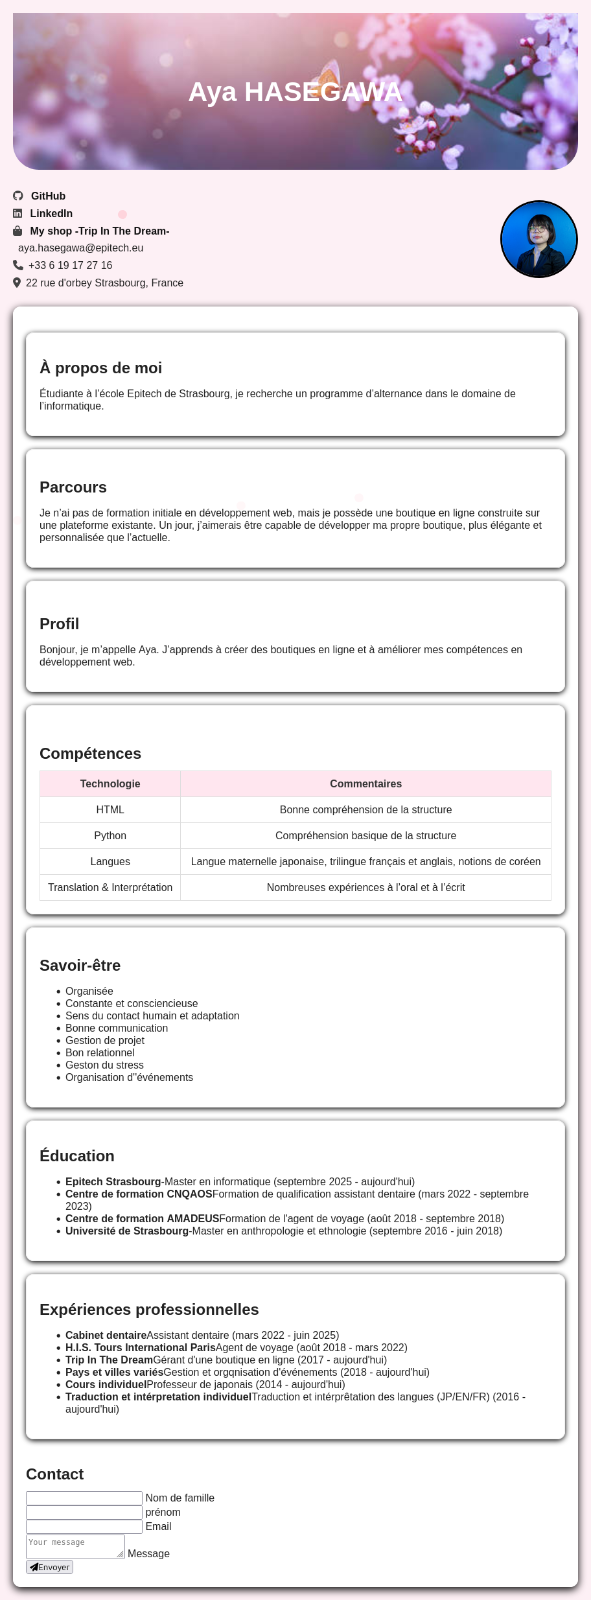 Aya HASEGAWA
GitHub
LinkedIn
My shop -Trip In The Dream-
aya.hasegawa@epitech.eu
+33 6 19 17 27 16
22 rue d'orbey Strasbourg, France
À propos de moi
Étudiante à l'école Epitech de Strasbourg, je recherche un programme d'alternance dans le domaine de
l'informatique.
Parcours
Je n'ai pas de formation initiale en développement web, mais je possède une boutique en ligne construite sur
une plateforme existante. Un jour, j'aimerais être capable de développer ma propre boutique, plus élégante et
personnalisée que l'actuelle.
Profil
Bonjour, je m'appelle Aya. J'apprends à créer des boutiques en ligne et à améliorer mes compétences en
développement web.
Compétences
Technologie Commentaires
HTML Bonne compréhension de la structure
Python Compréhension basique de la structure
Langues Langue maternelle japonaise, trilingue français et anglais, notions de coréen
Translation & Interprétation Nombreuses expériences à l'oral et à l'écrit
Savoir-être
Organisée
Constante et consciencieuse
Sens du contact humain et adaptation
Bonne communication
Gestion de projet
Bon relationnel
Geston du stress
Organisation d''événements
Éducation
Epitech Strasbourg-Master en informatique (septembre 2025 - aujourd'hui)
Centre de formation CNQAOSFormation de qualification assistant dentaire (mars 2022 - septembre
2023)
Centre de formation AMADEUSFormation de l'agent de voyage (août 2018 - septembre 2018)
Université de Strasbourg-Master en anthropologie et ethnologie (septembre 2016 - juin 2018)
Expériences professionnelles
Cabinet dentaireAssistant dentaire (mars 2022 - juin 2025)
H.I.S. Tours International ParisAgent de voyage (août 2018 - mars 2022)
Trip In The DreamGérant d'une boutique en ligne (2017 - aujourd'hui)
Pays et villes variésGestion et orgqnisation d'événements (2018 - aujourd'hui)
Cours individuelProfesseur de japonais (2014 - aujourd'hui)
Traduction et intérpretation individuelTraduction et intérprêtation des langues (JP/EN/FR) (2016 -
aujourd'hui)
Contact
Nom de famille
prénom
Email
Your message Message
Envoyer